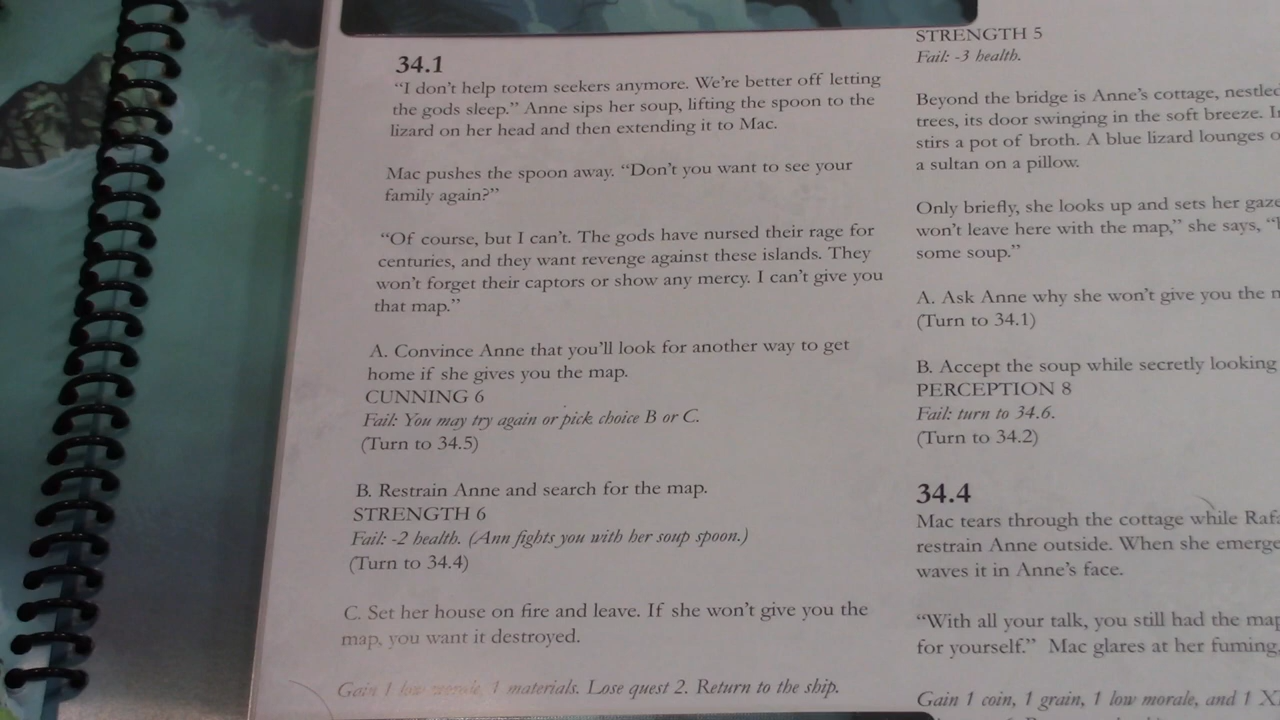 34.1
“I don’t help totem seekers anymore. We’re better off letting
the gods sleep.” Anne sips her soup, lifting the spoon to the
lizard on her head and then extending it to Mac.
Mac pushes the spoon away. “Don’t you want to see your
family again?”
“Of course, but I can’t. The gods have nursed their rage for
centuries, and they want revenge against these islands. They
won’t forget their captors or show any mercy. I can’t give you
that map.”
A. Convince Anne that you’ll look for another way to get
home if she gives you the map.
CUNNING 6
Fail: You may try again or pick choice B or C.
(Turn to 34.5)
B. Restrain Anne and search for the map.
STRENGTH 6
Fail: -2 health. (Ann fights you with her soup spoon.)
(Turn to 34.4)
C. Set her house on fire and leave. If she won’t give you the
map, you want it destroyed.
Gain 1 low morale, 1 materials. Lose quest 2. Return to the ship.
STRENGTH 5
Fail: -3 health.
Beyond the bridge is Anne’s cottage, nestled
trees, its door swinging in the soft breeze.
stirs a pot of broth. A blue lizard lounges
a sultan on a pillow.
Only briefly, she looks up and sets her gaze
won’t leave here with the map,” she says,
some soup.”
A. Ask Anne why she won’t give you the
(Turn to 34.1)
B. Accept the soup while secretly looking
PERCEPTION 8
Fail: turn to 34.6.
(Turn to 34.2)
34.4
Mac tears through the cottage while
restrain Anne outside. When she
waves it in Anne’s face.
“With all your talk, you still had the
for yourself.” Mac glares at her fuming,
Gain 1 coin, 1 grain, 1 low morale, and 1